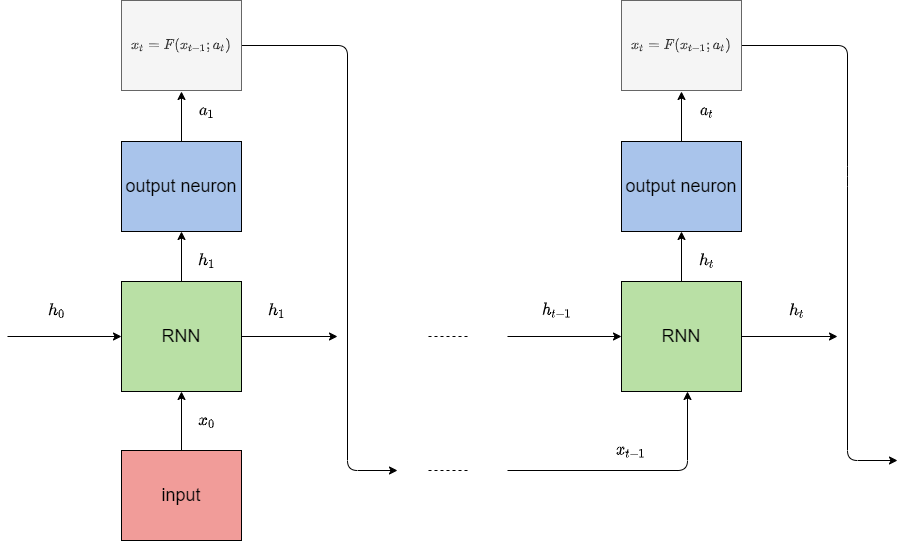 x_t = F(x_{t-1}; a_t)
x_t = F(x_{t-1}; a_t)
a_1
a_t
output neuron
output neuron
h_1
h_t
h_0
h_1
h_{t-1}
h_t
RNN
RNN
x_0
x_{t-1}
input